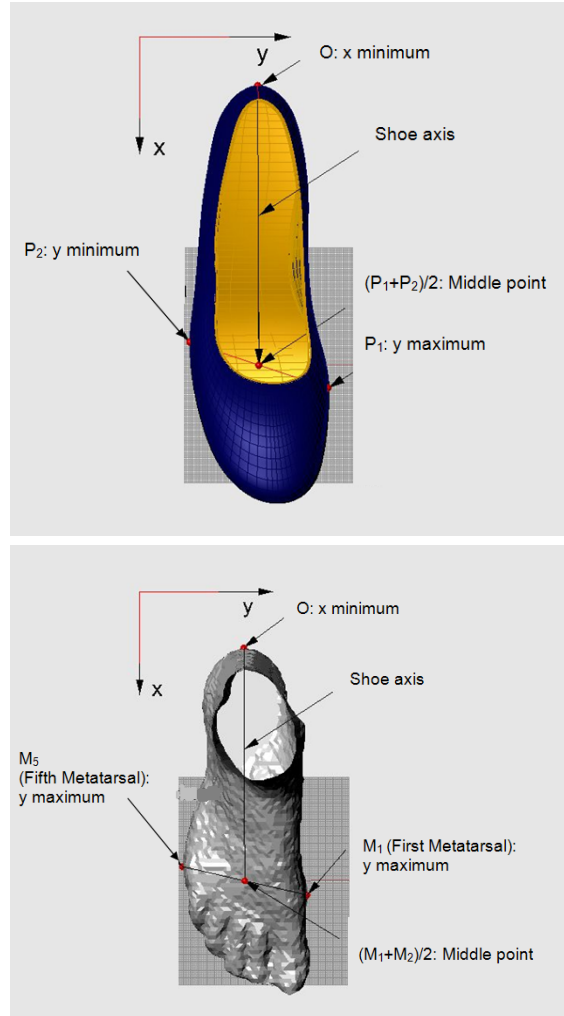 O: x minimum
y
x
Shoe axis
P2: y minimum
(P1+P2)/2: Middle point
P1: y maximum
O: x minimum
y
x
Shoe axis
M5
(Fifth Metatarsal):
y maximum
M1 (First Metatarsal):
y maximum
(M1+M2)/2: Middle point